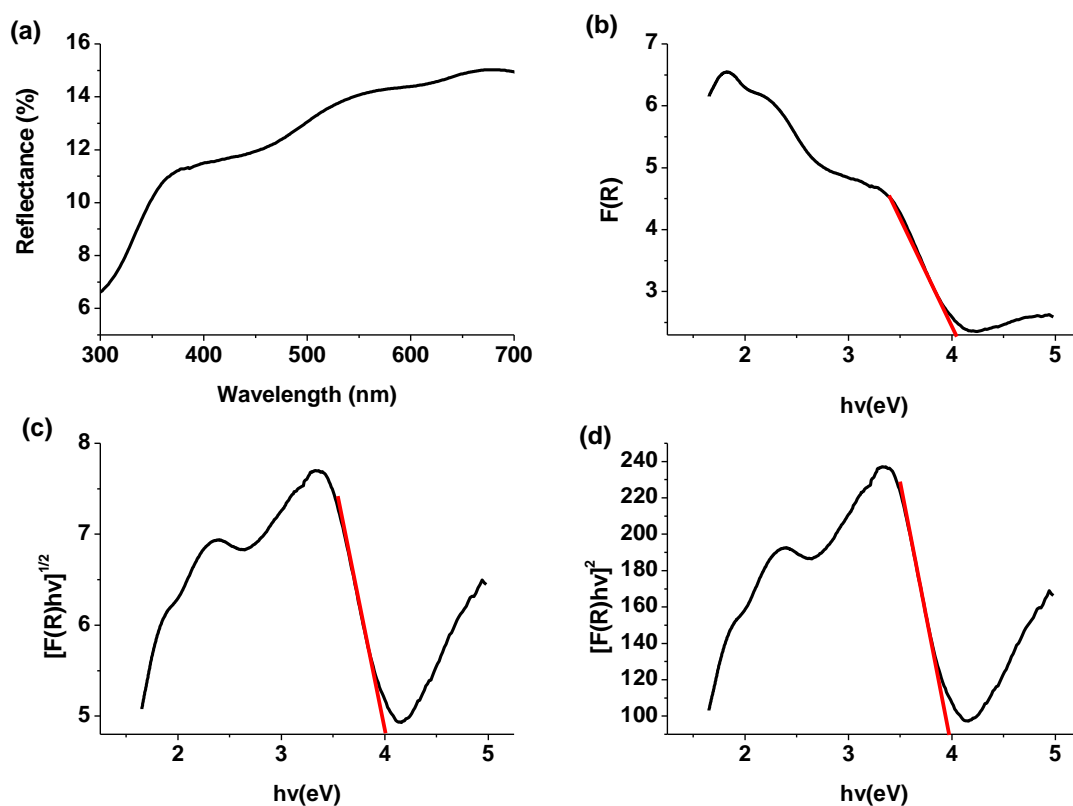 (a)
16
14
12
10
8
6
Reflectance (%)
300 400 500 600 700
Wavelength (nm)
(b)
7
6
5
4
3
F(R)
2 3 4 5
hv(eV)
(c)
8
7
6
5
[F(R)hv]^1/2
2 3 4 5
hv(eV)
(d)
240
220
200
180
160
140
120
100
[F(R)hv]^2
2 3 4 5
hv(eV)